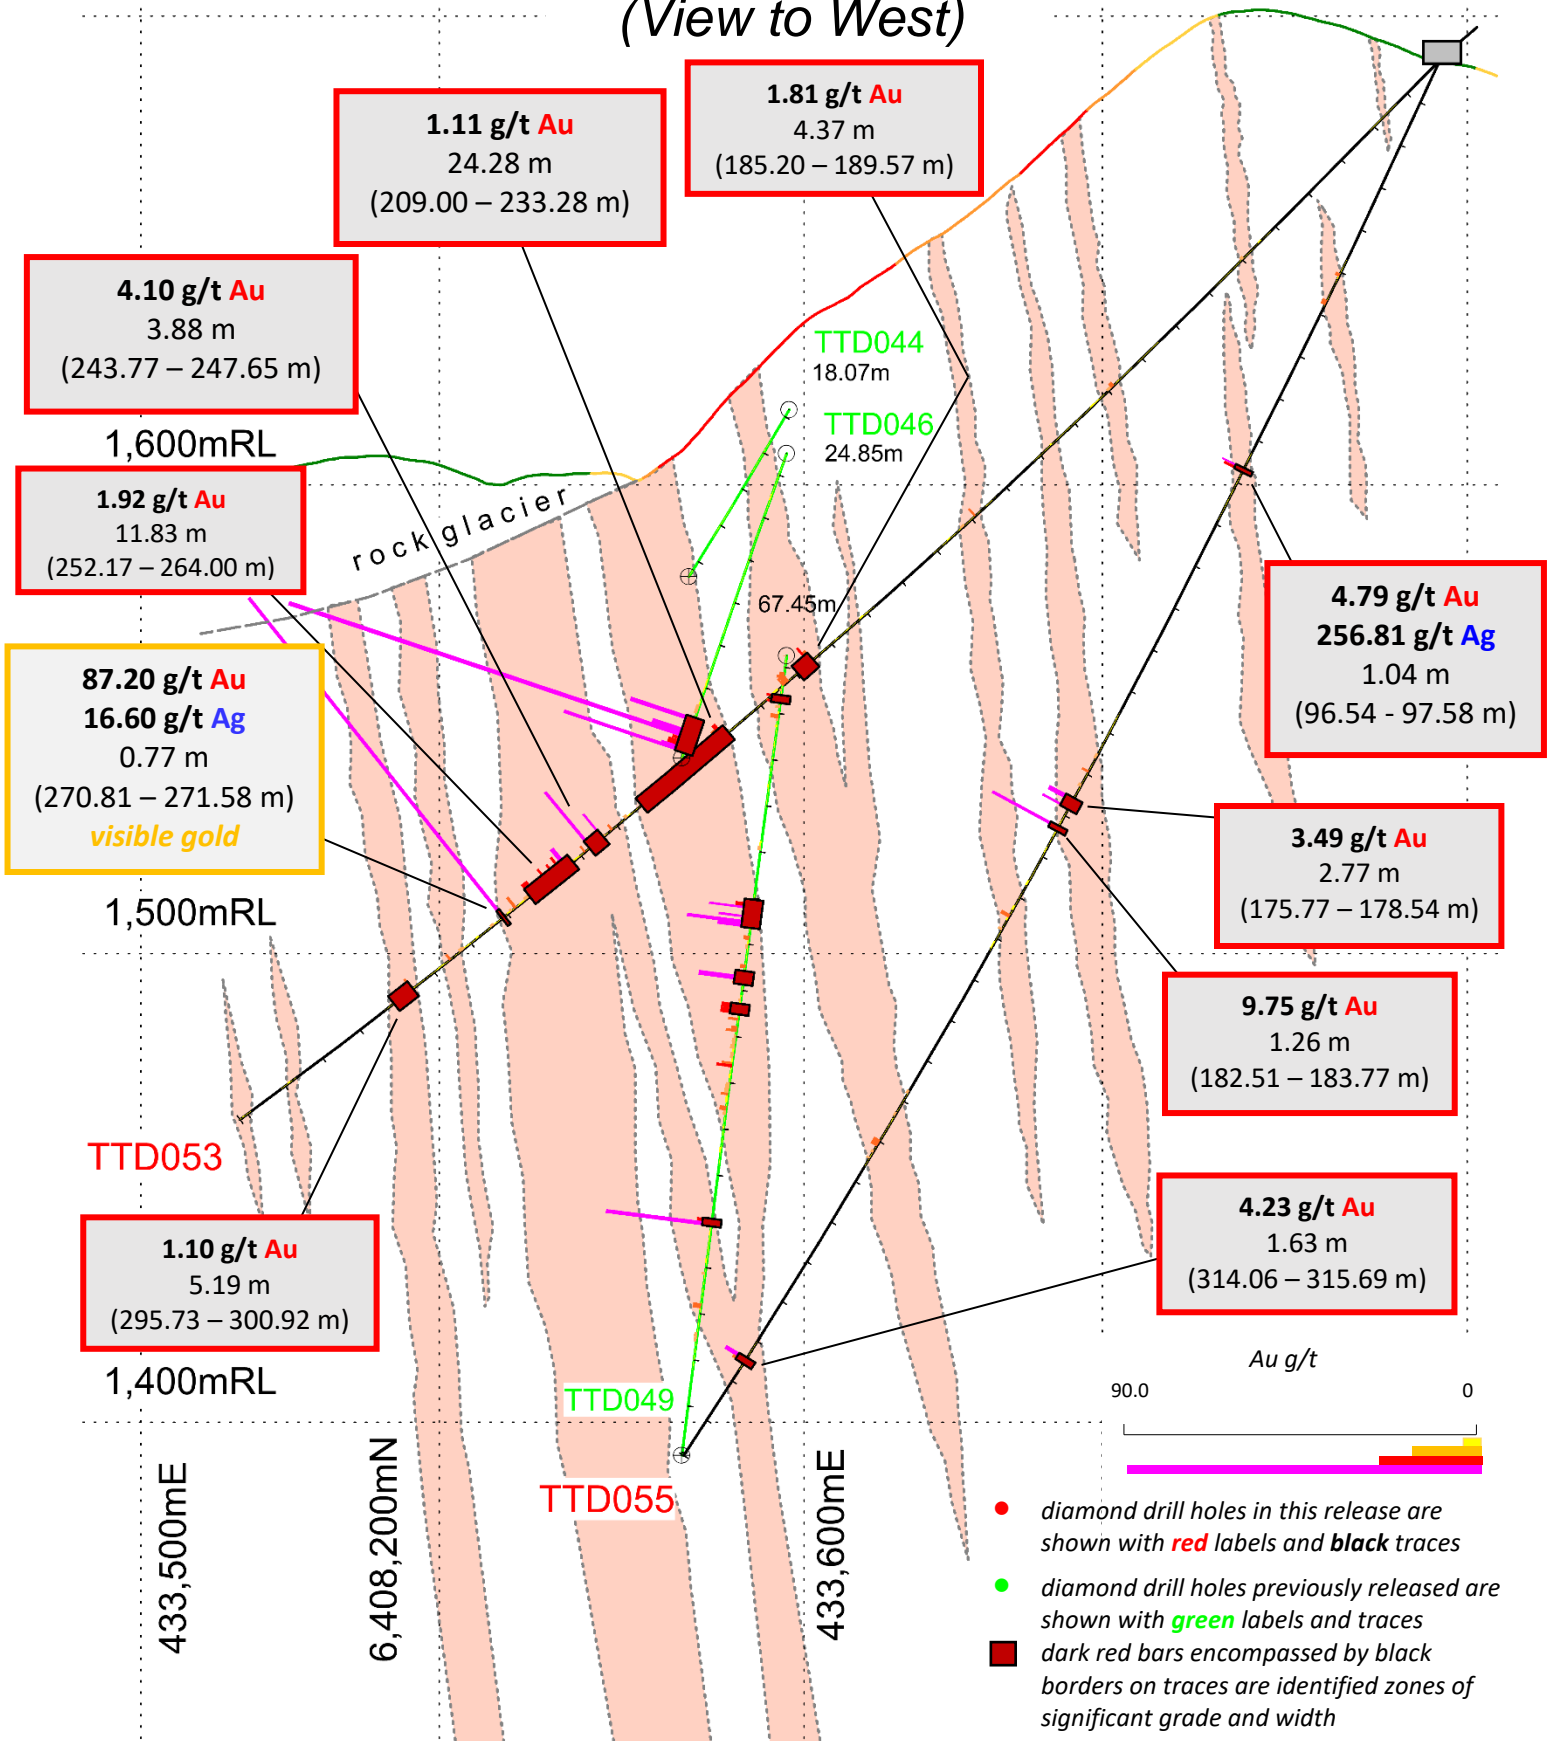 (View to West)
1.81 g/t Au
4.37 m
(185.20 – 189.57 m)
1.11 g/t Au
24.28 m
(209.00 – 233.28 m)
4.10 g/t Au
3.88 m
(243.77 – 247.65 m)
TTD044
18.07m
TTD046
24.85m
1,600mRL
rock glacier
1.92 g/t Au
11.83 m
(252.17 – 264.00 m)
67.45m
4.79 g/t Au
256.81 g/t Ag
1.04 m
(96.54 - 97.58 m)
87.20 g/t Au
16.60 g/t Ag
0.77 m
(270.81 – 271.58 m)
visible gold
3.49 g/t Au
2.77 m
(175.77 – 178.54 m)
1,500mRL
9.75 g/t Au
1.26 m
(182.51 – 183.77 m)
TTD053
4.23 g/t Au
1.63 m
(314.06 – 315.69 m)
1.10 g/t Au
5.19 m
(295.73 – 300.92 m)
1,400mRL
TTD049
TTD055
Au g/t
90.0 0
433,500mE
6,408,200mN
433,600mE
diamond drill holes in this release are
shown with red labels and black traces
diamond drill holes previously released are
shown with green labels and traces
dark red bars encompassed by black
borders on traces are identified zones of
significant grade and width